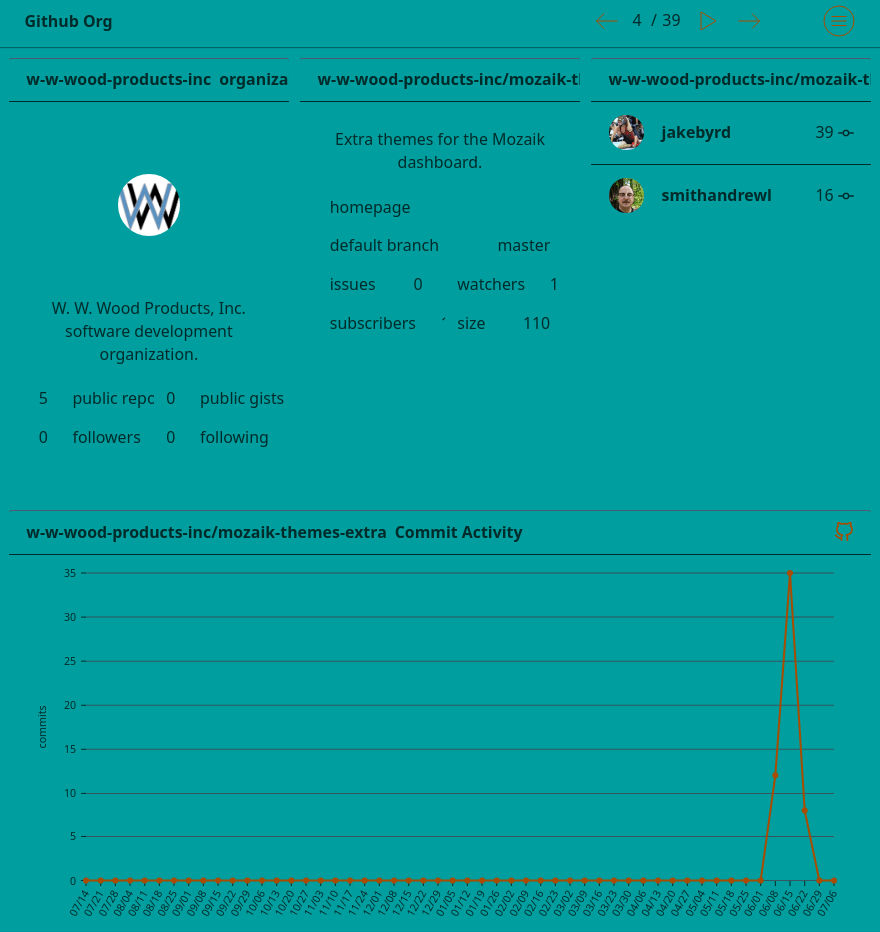 Github Org
4 / 39
w-w-wood-products-inc organiza
W. W. Wood Products, Inc.
software development
organization.
5 public repo 0 public gists
0 followers 0 following
w-w-wood-products-inc/mozaik-t
Extra themes for the Mozaik
dashboard.
homepage
default branch master
issues 0 watchers 1
subscribers size 110
w-w-wood-products-inc/mozaik-t
jakebyrd 39
smithandrewl 16
w-w-wood-products-inc/mozaik-themes-extra Commit Activity
35
30
25
20
15
10
5
0
commits
07/14 07/21 07/28 08/04 08/11 08/18 08/25 09/01 09/08 09/15 09/22 09/29 10/06 10/13 10/20 10/27 11/03 11/10 11/17 11/24 12/01 12/08 12/15 12/22 12/29 01/05 01/12 01/19 01/26 02/02 02/09 02/16 02/23 03/02 03/09 03/16 03/23 03/30 04/06 04/13 04/20 04/27 05/04 05/11 05/18 05/25 06/01 06/08 06/15 06/22 06/29 07/06